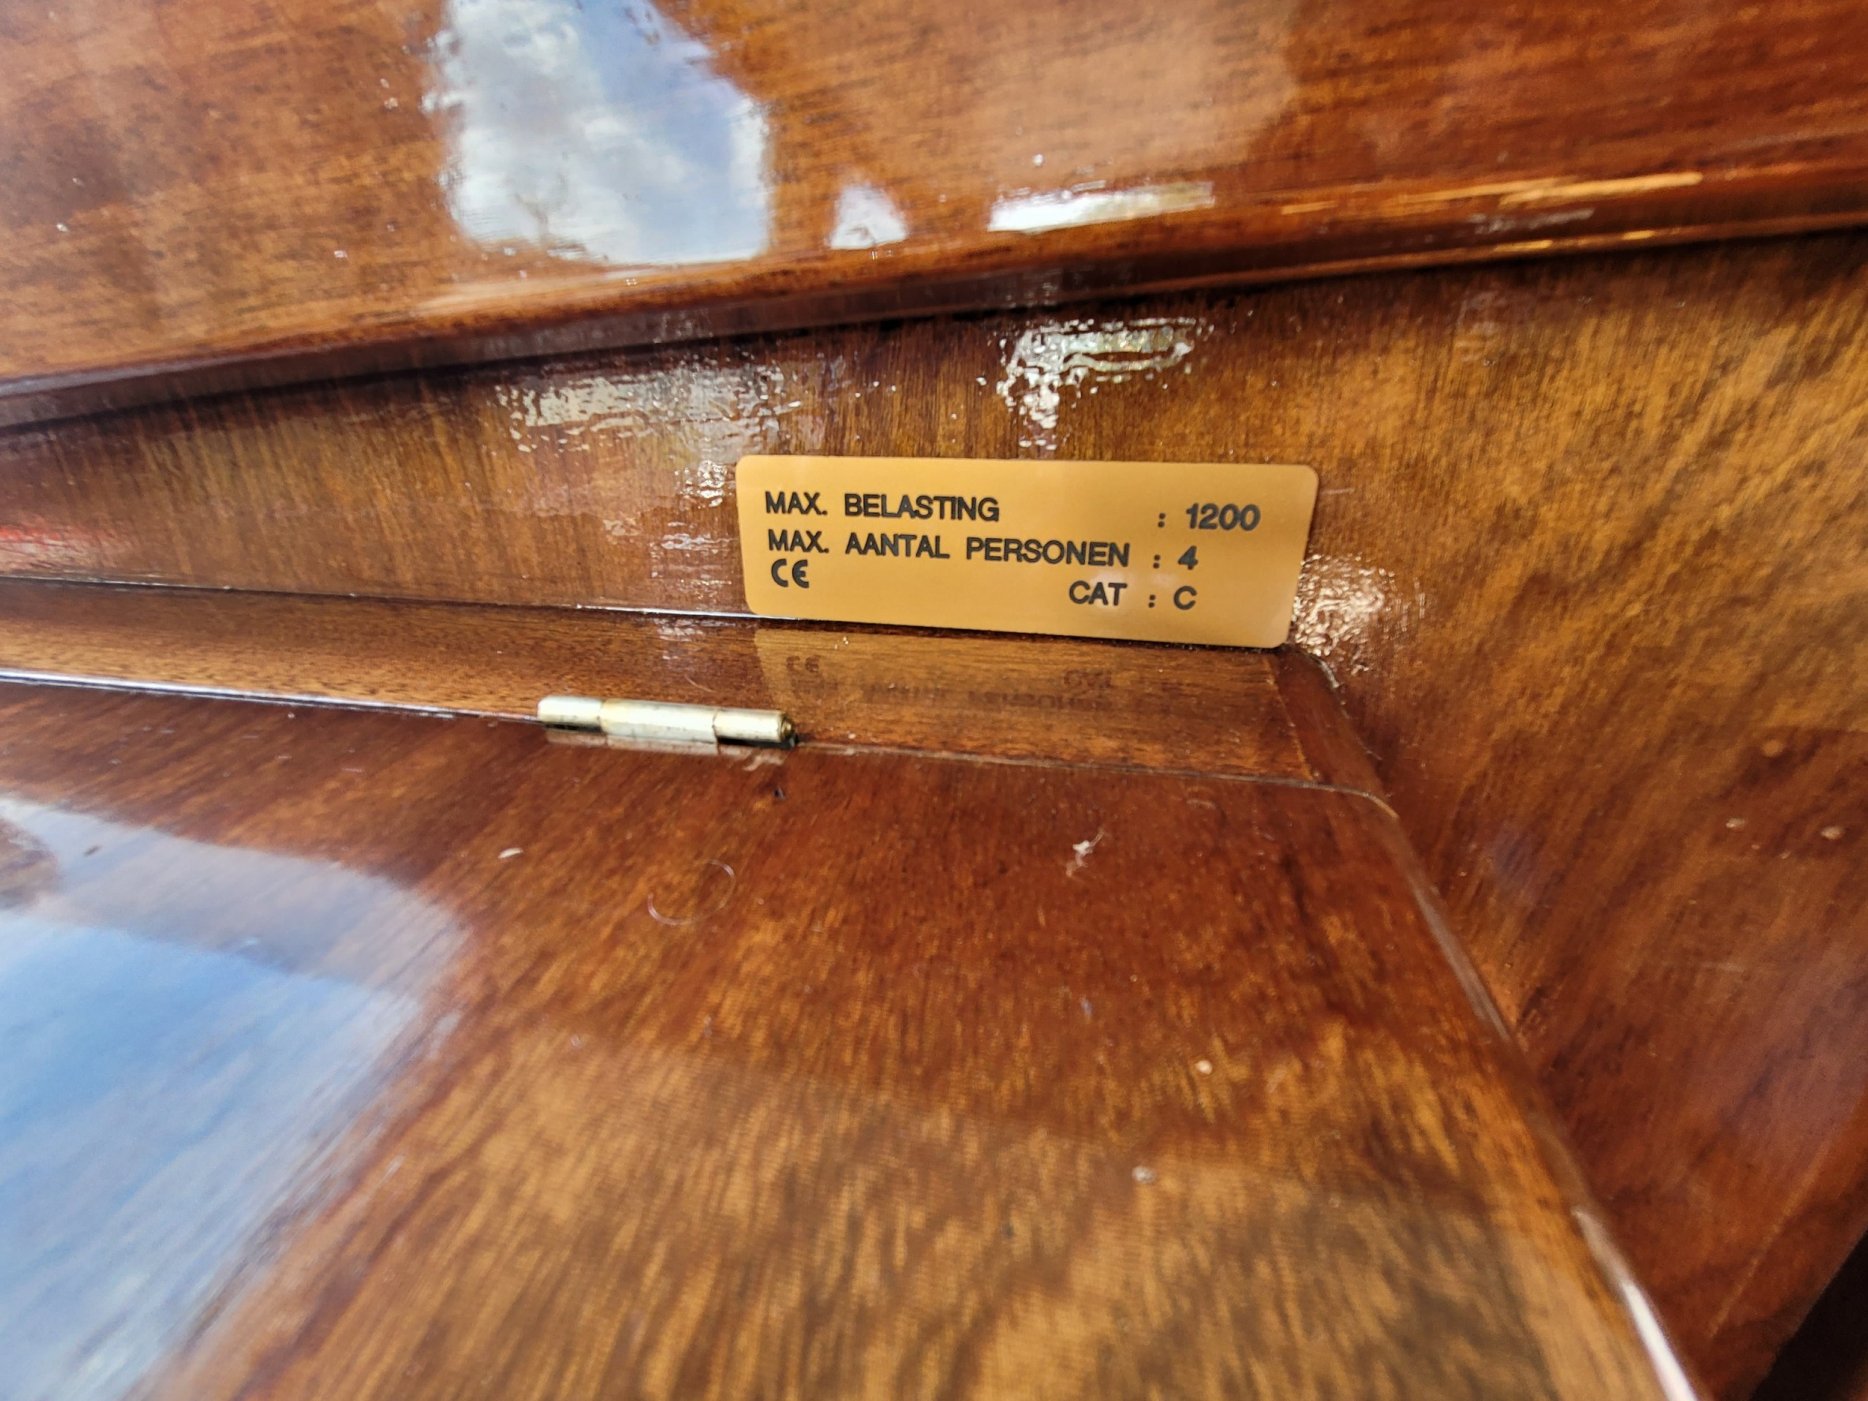 MAX. BELASTING : 1200
MAX. AANTAL PERSONEN : 4
CE CAT : C